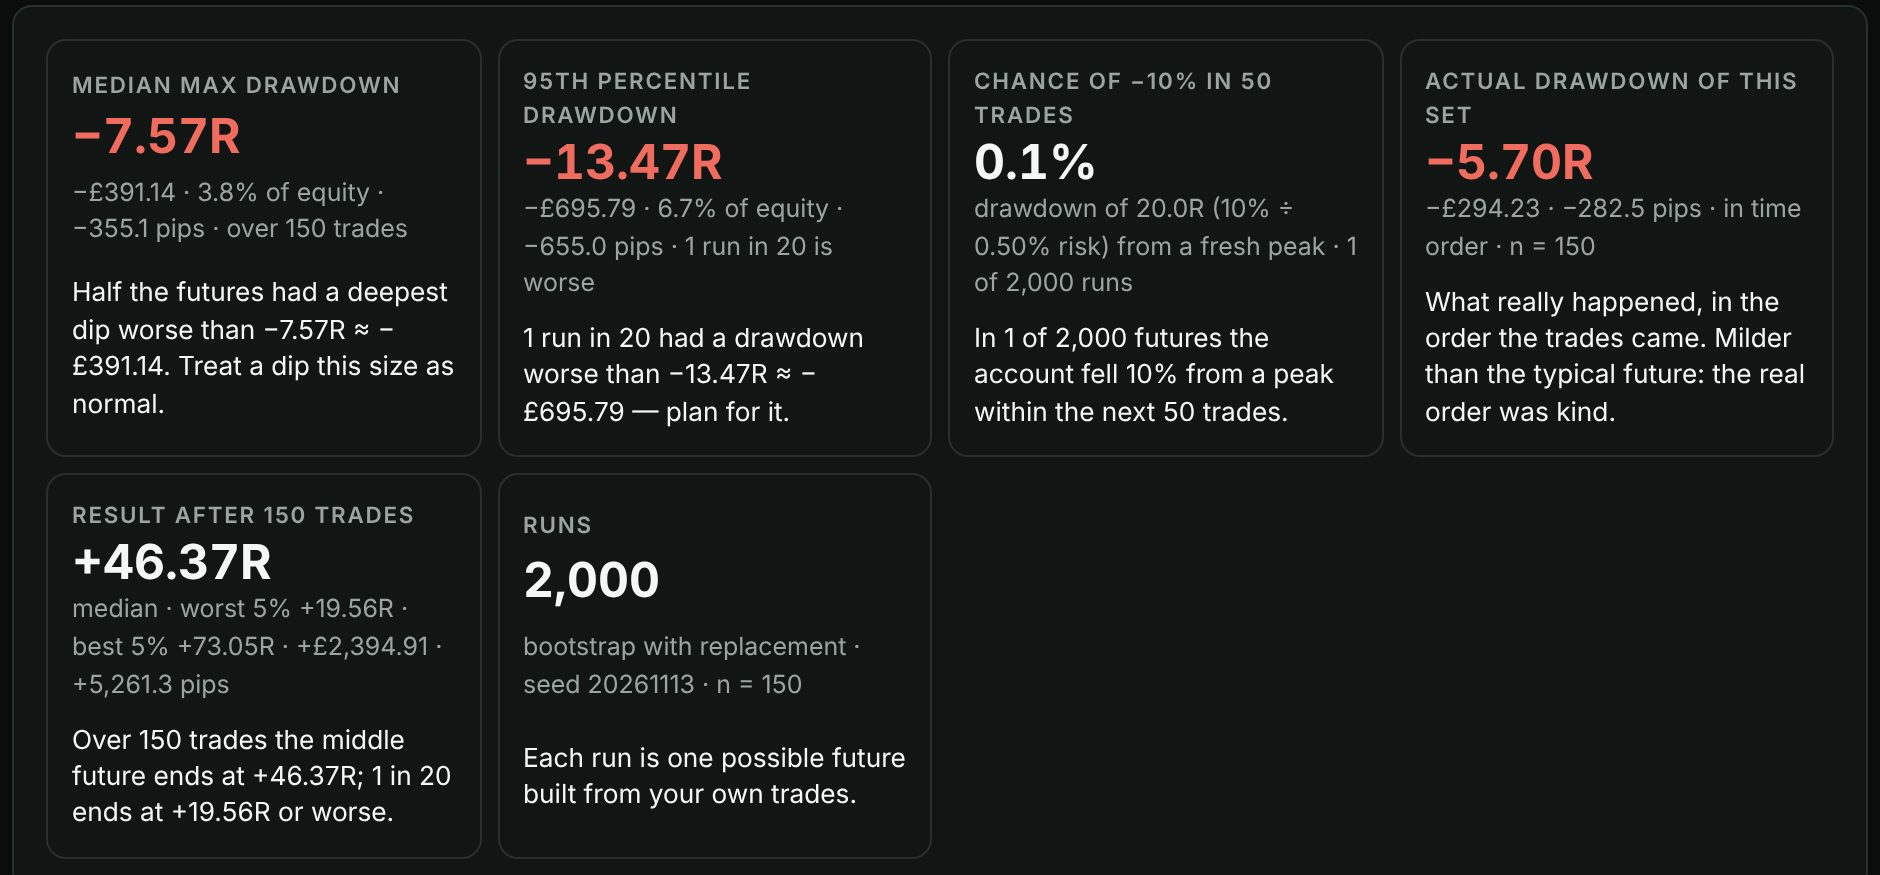 MEDIAN MAX DRAWDOWN
−7.57R
−£391.14 · 3.8% of equity ·
−355.1 pips · over 150 trades
Half the futures had a deepest
dip worse than −7.57R ≈ −
£391.14. Treat a dip this size as
normal.
95TH PERCENTILE
DRAWDOWN
−13.47R
−£695.79 · 6.7% of equity ·
−655.0 pips · 1 run in 20 is
worse
1 run in 20 had a drawdown
worse than −13.47R ≈ −
£695.79 — plan for it.
CHANCE OF −10% IN 50
TRADES
0.1%
drawdown of 20.0R (10% ÷
0.50% risk) from a fresh peak · 1
of 2,000 runs
In 1 of 2,000 futures the
account fell 10% from a peak
within the next 50 trades.
ACTUAL DRAWDOWN OF THIS
SET
−5.70R
−£294.23 · −282.5 pips · in time
order · n = 150
What really happened, in the
order the trades came. Milder
than the typical future: the real
order was kind.
RESULT AFTER 150 TRADES
+46.37R
median · worst 5% +19.56R ·
best 5% +73.05R · +£2,394.91 ·
+5,261.3 pips
Over 150 trades the middle
future ends at +46.37R; 1 in 20
ends at +19.56R or worse.
RUNS
2,000
bootstrap with replacement ·
seed 20261113 · n = 150
Each run is one possible future
built from your own trades.